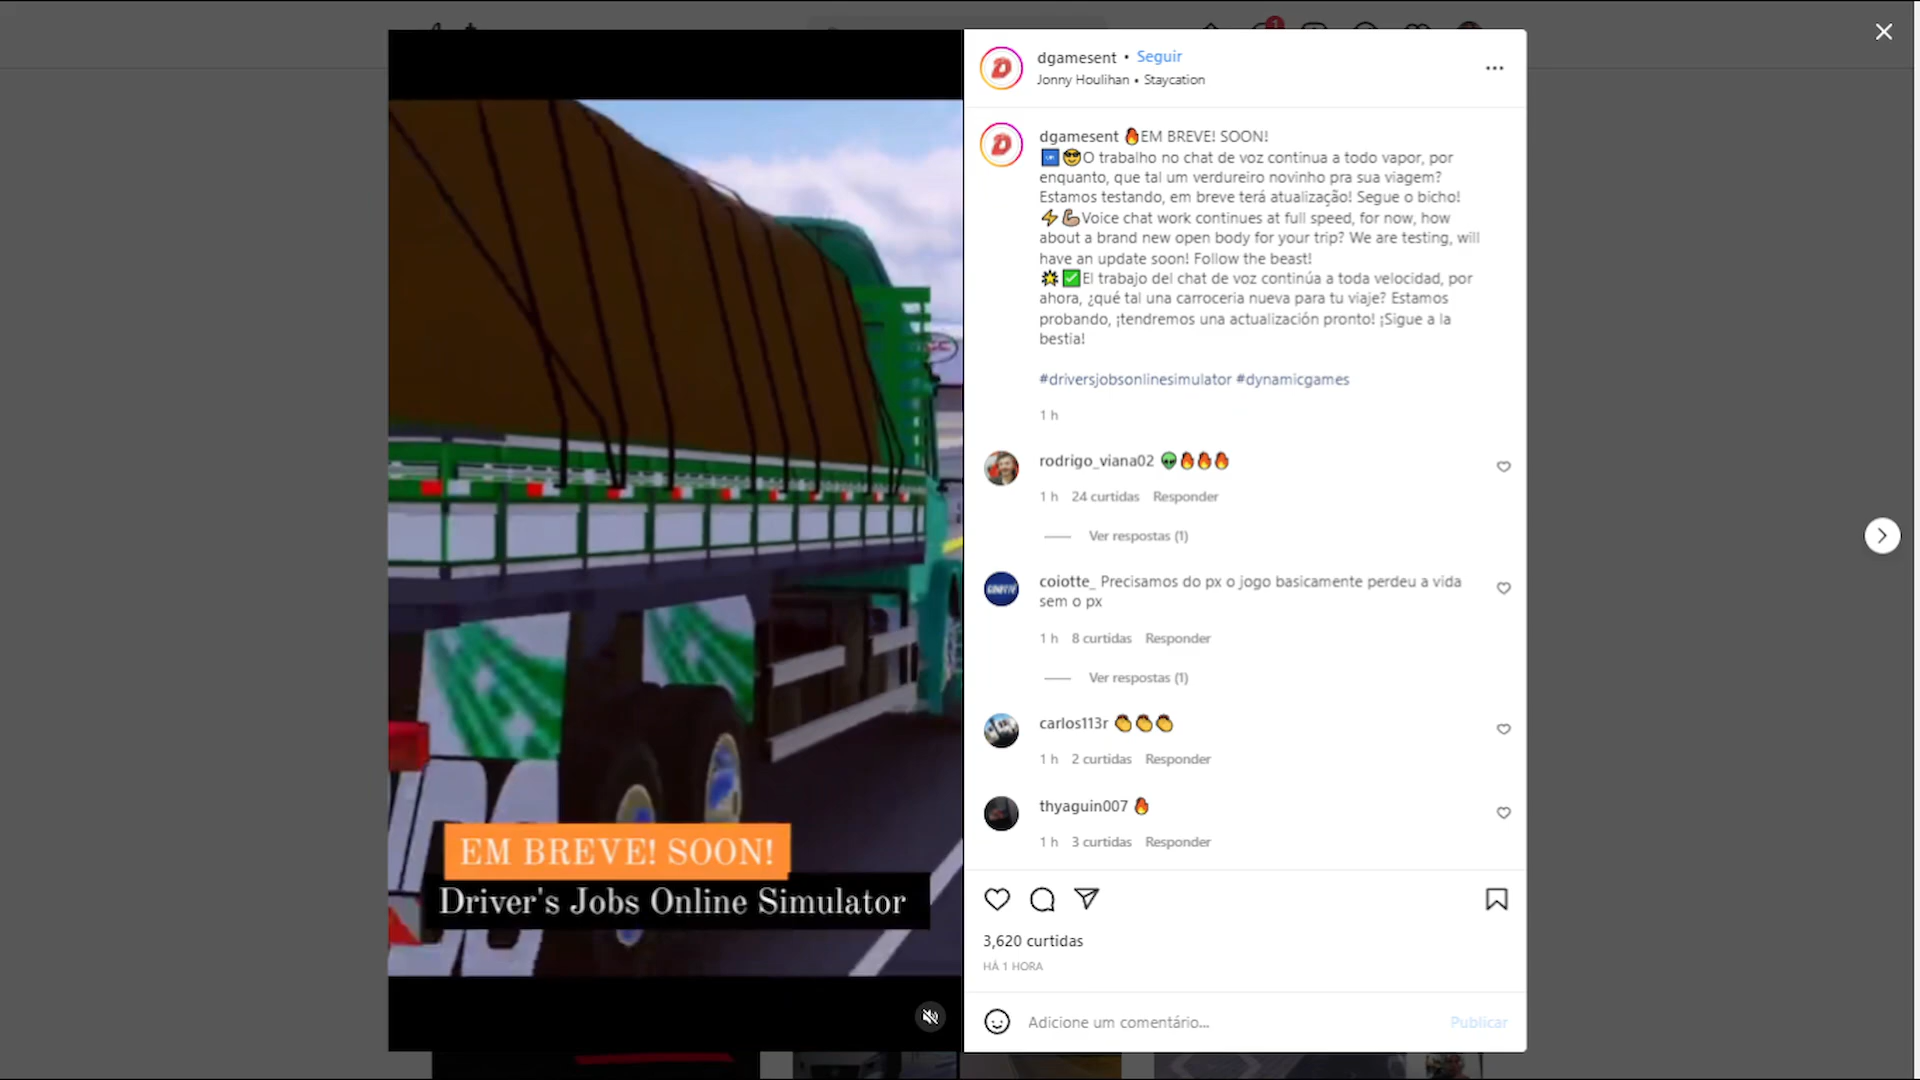 dgamesent • Seguir
Jonny Houlihan • Staycation
dgamesent 🔥EM BREVE! SOON!
🆙😎O trabalho no chat de voz continua a todo vapor, por
enquanto, que tal um verdureiro novinho pra sua viagem?
Estamos testando, em breve terá atualização! Segue o bicho!
⚡💪🏼Voice chat work continues at full speed, for now, how
about a brand new open body for your trip? We are testing, will
have an update soon! Follow the beast!
🌟✅El trabajo del chat de voz continúa a toda velocidad, por
ahora, ¿qué tal una carroceria nueva para tu viaje? Estamos
probando, ¡tendremos una actualización pronto! ¡Sigue a la
bestia!
#driversjobsonlinesimulator #dynamicgames
1 h
rodrigo_viana02 👽🔥🔥🔥
1 h 24 curtidas Responder
Ver respostas (1)
coiotte_ Precisamos do px o jogo basicamente perdeu a vida
sem o px
1 h 8 curtidas Responder
Ver respostas (1)
carlos113r 👏👏👏
1 h 2 curtidas Responder
thyaguin007 🔥
1 h 3 curtidas Responder
3,620 curtidas
HÁ 1 HORA
Adicione um comentário... Publicar
EM BREVE! SOON!
Driver's Jobs Online Simulator
1